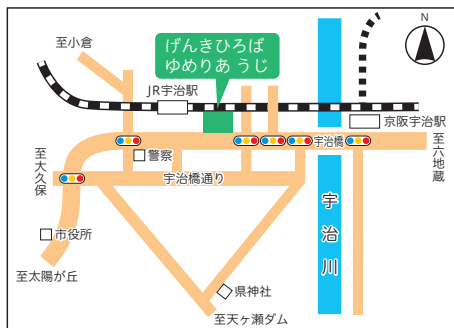 至小倉
げんきひろば
ゆめりあ うじ
N
JR宇治駅
京阪宇治駅
至大久保
警察
宇治橋
至六地蔵
宇治橋通り
宇治川
市役所
至太陽が丘
県神社
至天ヶ瀬ダム